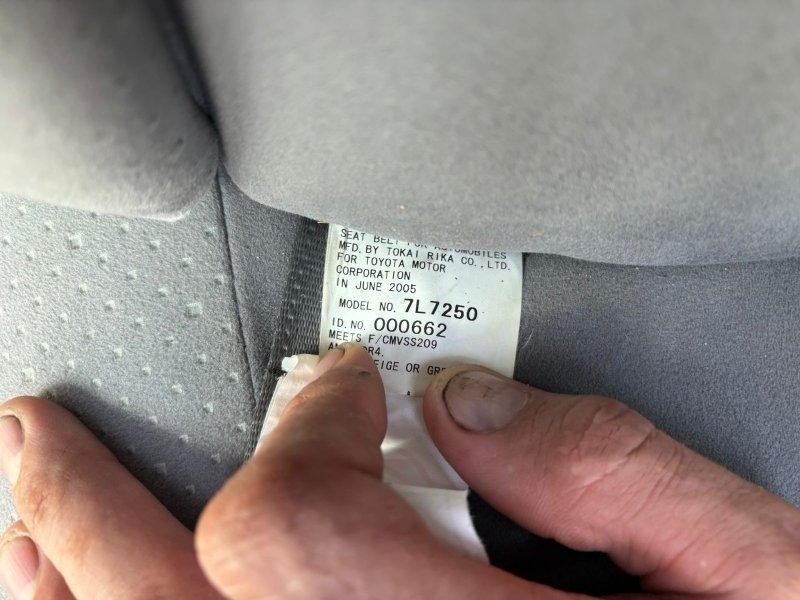 SEAT BELT FOR AUTOMOBILES
MFD. BY TOKAI RIKA CO., LTD.
FOR TOYOTA MOTOR
CORPORATION
IN JUNE 2005
MODEL NO. 7L7250
ID. NO. 000662
MEETS F/CMVSS209
OR